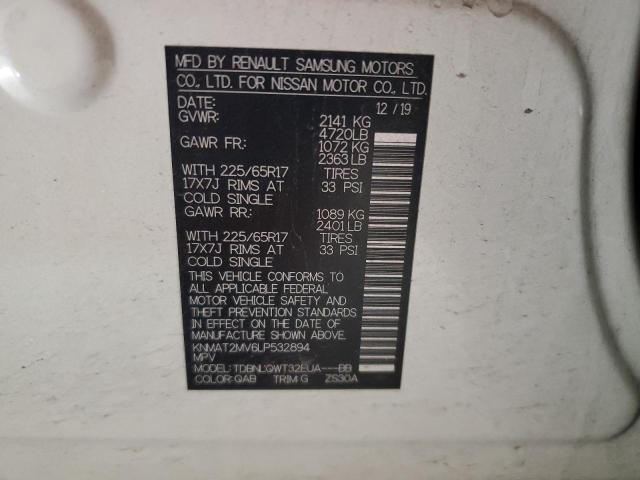 MFD BY RENAULT SAMSUNG MOTORS
CO., LTD. FOR NISSAN MOTOR CO., LTD.
DATE: 12 / 19
GVWR: 2141 KG
4720LB
GAWR FR: 1072 KG
2363 LB
WITH 225/65R17 TIRES
17X7J RIMS AT 33 PSI
COLD SINGLE
GAWR RR: 1089 KG
2401 LB
WITH 225/65R17 TIRES
17X7J RIMS AT 33 PSI
COLD SINGLE
THIS VEHICLE CONFORMS TO
ALL APPLICABLE FEDERAL
MOTOR VEHICLE SAFETY AND
THEFT PREVENTION STANDARDS
IN EFFECT ON THE DATE OF
MANUFACTURE SHOWN ABOVE.
KNMAT2MV6LP532894
MPV
MODEL: TDBNLQWT32EUA---BB
COLOR: QAB TRIM: G ZS30A